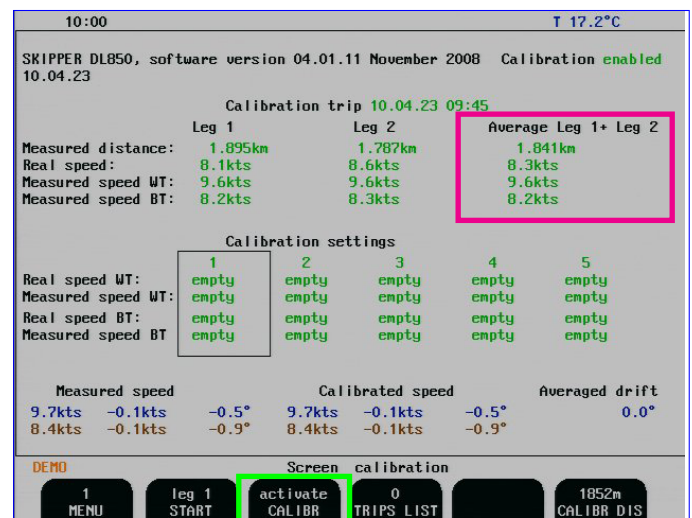 10:00 T 17.2°C
SKIPPER DL850, software version 04.01.11 November 2008 Calibration enabled
10.04.23
Calibration trip 10.04.23 09:45
Leg 1 Leg 2 Average Leg 1+ Leg 2
Measured distance: 1.895km 1.787km 1.841km
Real speed: 8.1kts 8.6kts 8.3kts
Measured speed WT: 9.6kts 9.6kts 9.6kts
Measured speed BT: 8.2kts 8.3kts 8.2kts
Calibration settings
1 2 3 4 5
Real speed WT: empty empty empty empty empty
Measured speed WT: empty empty empty empty empty
Real speed BT: empty empty empty empty empty
Measured speed BT empty empty empty empty empty
Measured speed Calibrated speed Averaged drift
9.7kts -0.1kts -0.5° 9.7kts -0.1kts -0.5° 0.0°
8.4kts -0.1kts -0.9° 8.4kts -0.1kts -0.9°
DEMO Screen calibration
1 leg 1 activate 0 1852m
MENU START CALIBR TRIPS LIST CALIBR DIS